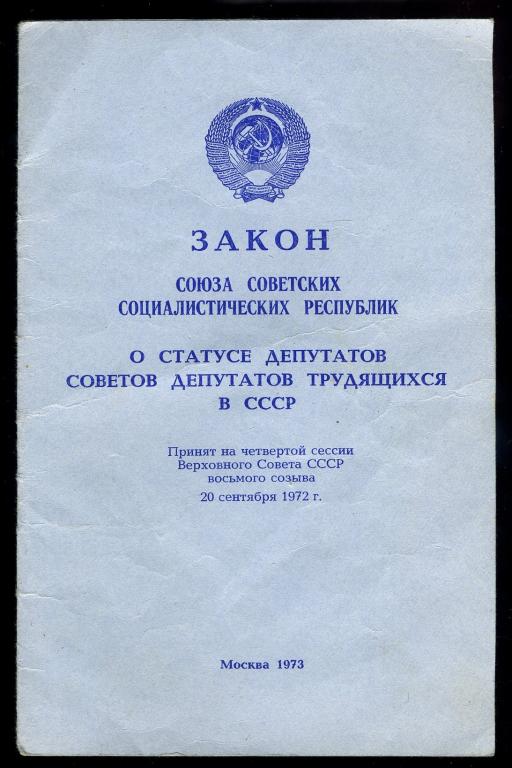 ЗАКОН
СОЮЗА СОВЕТСКИХ
СОЦИАЛИСТИЧЕСКИХ РЕСПУБЛИК
О СТАТУСЕ ДЕПУТАТОВ
СОВЕТОВ ДЕПУТАТОВ ТРУДЯЩИХСЯ
В СССР
Принят на четвертой сессии
Верховного Совета СССР
восьмого созыва
20 сентября 1972 г.
Москва 1973